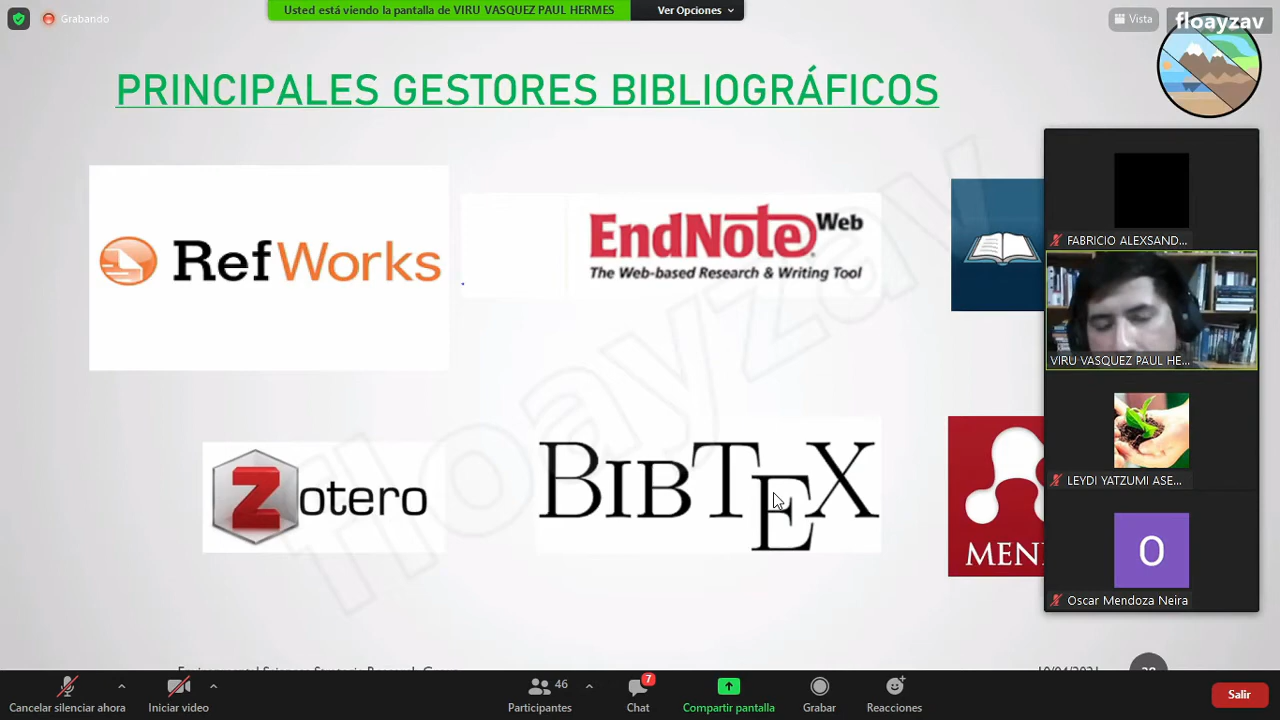 Grabando
Usted está viendo la pantalla de VIRU VASQUEZ PAUL HERMES
Ver Opciones
Vista
floayzav
PRINCIPALES GESTORES BIBLIOGRÁFICOS
RefWorks
EndNote Web
The Web-based Research & Writing Tool
FABRICIO ALEXSAND...
VIRU VASQUEZ PAUL HE...
LEYDI YATZUMI ASE...
O
Oscar Mendoza Neira
Zotero
BIBTEX
MEN
floayzav
Cancelar silenciar ahora
Iniciar video
46
Participantes
7
Chat
Compartir pantalla
Grabar
Reacciones
Salir